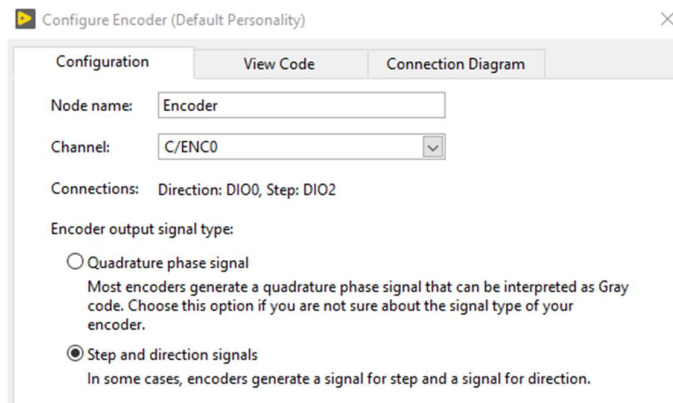 Configure Encoder (Default Personality)
Configuration View Code Connection Diagram
Node name: Encoder
Channel: C/ENC0
Connections: Direction: DIO0, Step: DIO2
Encoder output signal type:
Quadrature phase signal
Most encoders generate a quadrature phase signal that can be interpreted as Gray
code. Choose this option if you are not sure about the signal type of your
encoder.
Step and direction signals
In some cases, encoders generate a signal for step and a signal for direction.